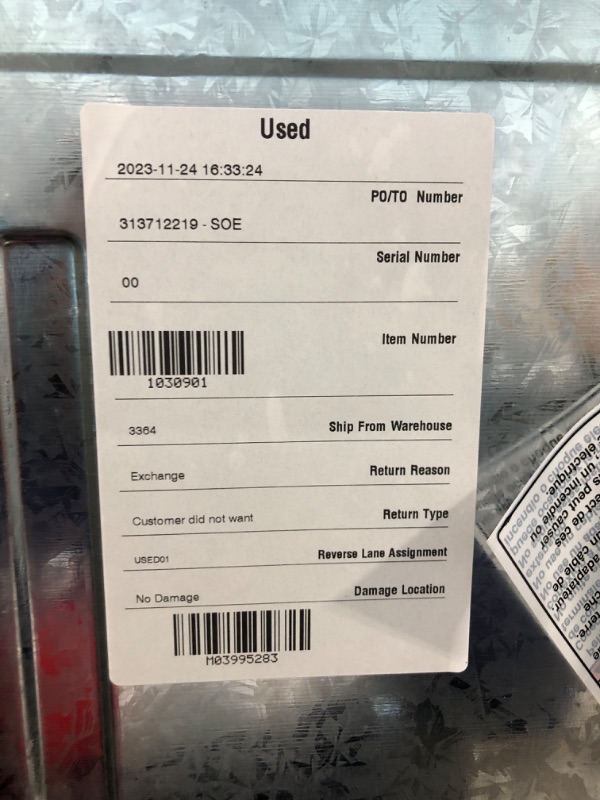 Used
2023-11-24 16:33:24
PO/TO Number
313712219 - SOE
Serial Number
00
Item Number
1030901
3364 Ship From Warehouse
Exchange Return Reason
Customer did not want Return Type
USED01 Reverse Lane Assignment
No Damage Damage Location
M03995283